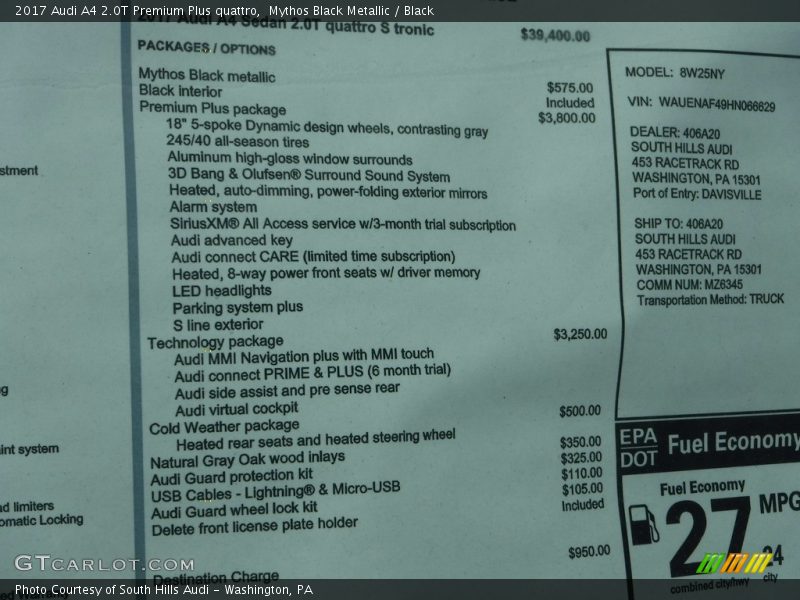 2017 Audi A4 2.0T Premium Plus quattro, Mythos Black Metallic / Black
2017 Audi A4 Sedan 2.0T quattro S tronic $39,400.00
PACKAGES / OPTIONS
Mythos Black metallic $575.00
Black interior Included
Premium Plus package $3,800.00
18" 5-spoke Dynamic design wheels, contrasting gray
245/40 all-season tires
Aluminum high-gloss window surrounds
3D Bang & Olufsen® Surround Sound System
Heated, auto-dimming, power-folding exterior mirrors
Alarm system
SiriusXM® All Access service w/3-month trial subscription
Audi advanced key
Audi connect CARE (limited time subscription)
Heated, 8-way power front seats w/ driver memory
LED headlights
Parking system plus
S line exterior
Technology package $3,250.00
Audi MMI Navigation plus with MMI touch
Audi connect PRIME & PLUS (6 month trial)
Audi side assist and pre sense rear
Audi virtual cockpit
Cold Weather package $500.00
Heated rear seats and heated steering wheel
Natural Gray Oak wood inlays $350.00
Audi Guard protection kit $325.00
USB Cables - Lightning® & Micro-USB $110.00
Audi Guard wheel lock kit $105.00
Delete front license plate holder Included
Destination Charge $950.00
MODEL: 8W25NY
VIN: WAUENAF49HN066629
DEALER: 406A20
SOUTH HILLS AUDI
453 RACETRACK RD
WASHINGTON, PA 15301
Port of Entry: DAVISVILLE
SHIP TO: 406A20
SOUTH HILLS AUDI
453 RACETRACK RD
WASHINGTON, PA 15301
COMM NUM: MZ6345
Transportation Method: TRUCK
EPA
DOT
Fuel Economy
Fuel Economy
27 MPG
24
combined city/hwy city
stment
int system
ad limiters
omatic Locking
GTCARLOT.COM
Photo Courtesy of South Hills Audi - Washington, PA